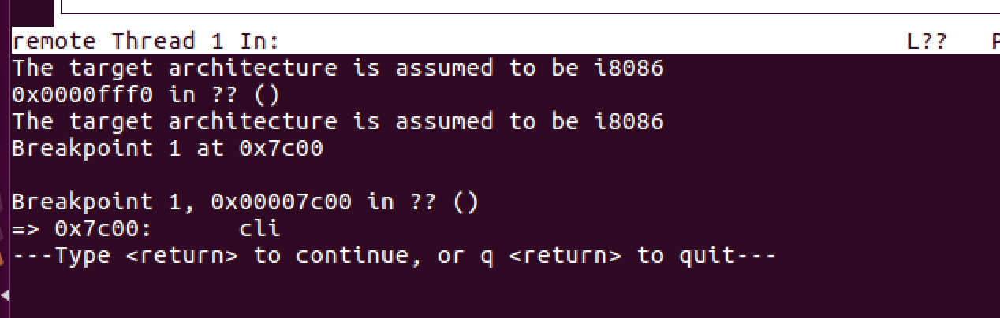 remote Thread 1 In: L?? P
The target architecture is assumed to be i8086
0x0000fff0 in ?? ()
The target architecture is assumed to be i8086
Breakpoint 1 at 0x7c00
Breakpoint 1, 0x00007c00 in ?? ()
=> 0x7c00: cli
---Type <return> to continue, or q <return> to quit---